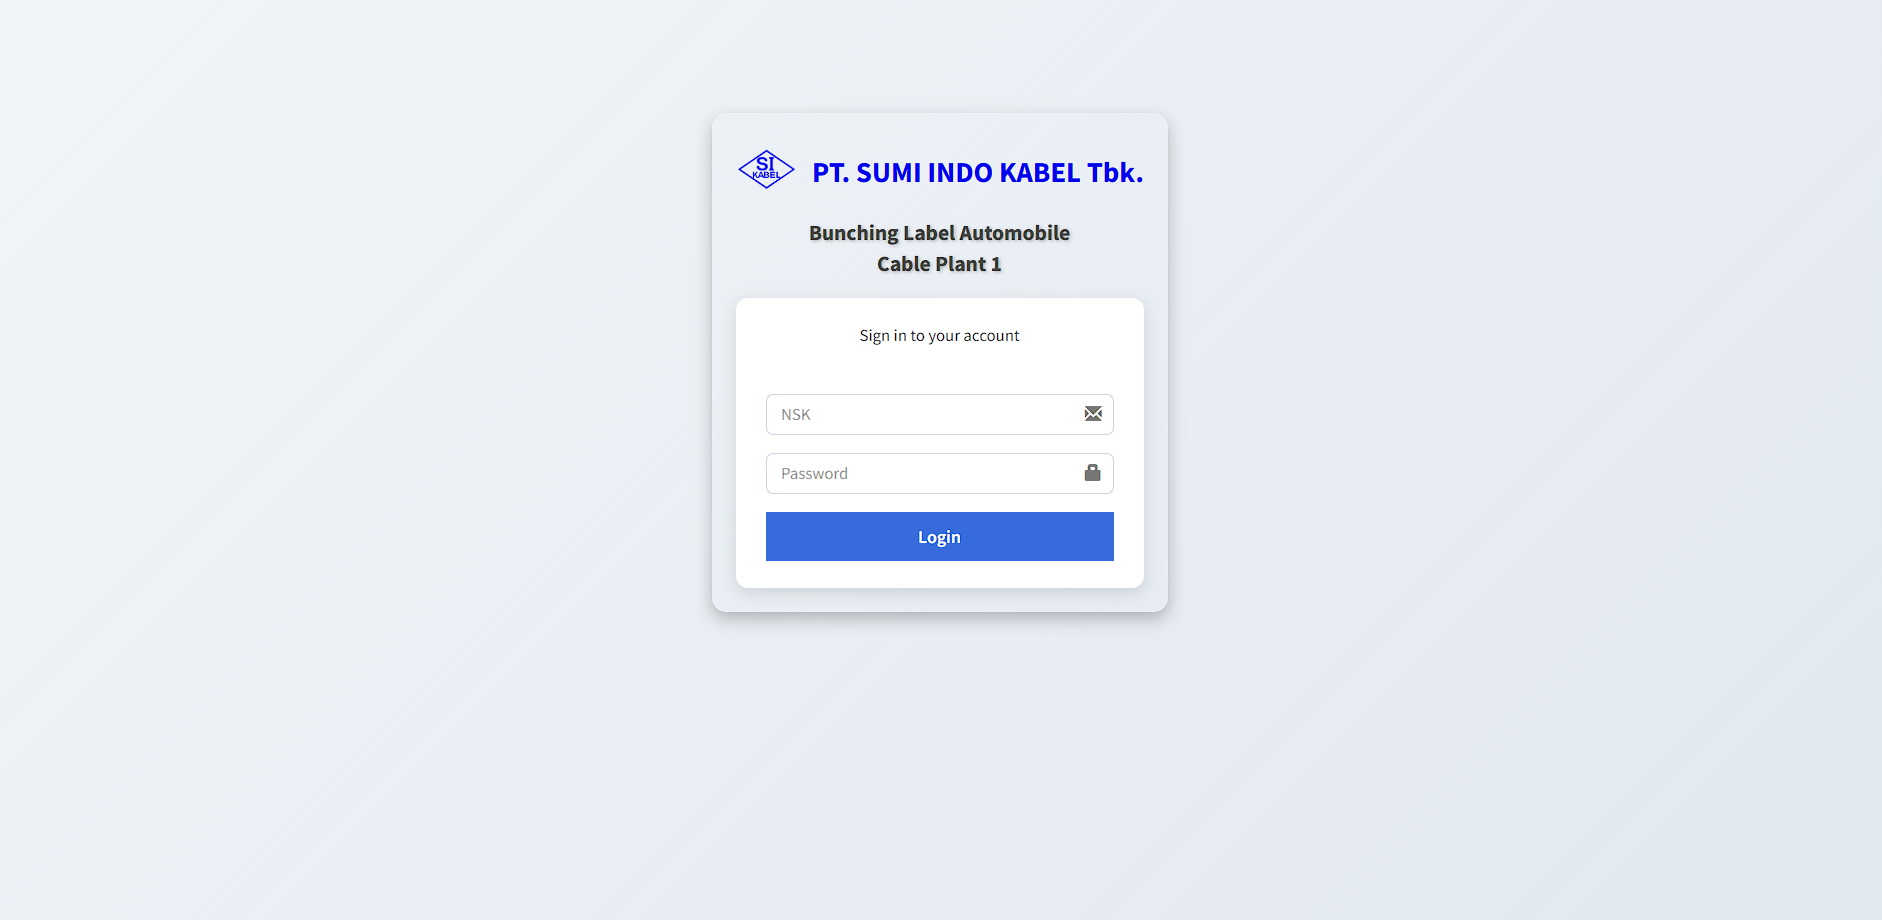 SI
KABEL
PT. SUMI INDO KABEL Tbk.
Bunching Label Automobile
Cable Plant 1
Sign in to your account
NSK
Password
Login